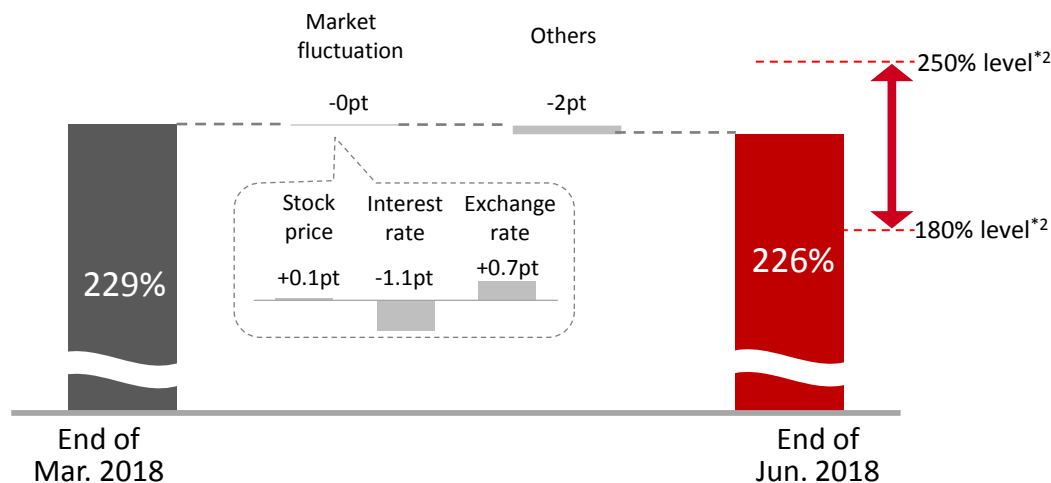 Market
fluctuation
Others
250% level*2
-0pt
-2pt
Stock
price
Interest
rate
Exchange
rate
180% level*2
+0.1pt
-1.1pt
+0.7pt
229%
226%
End of
Mar. 2018
End of
Jun. 2018